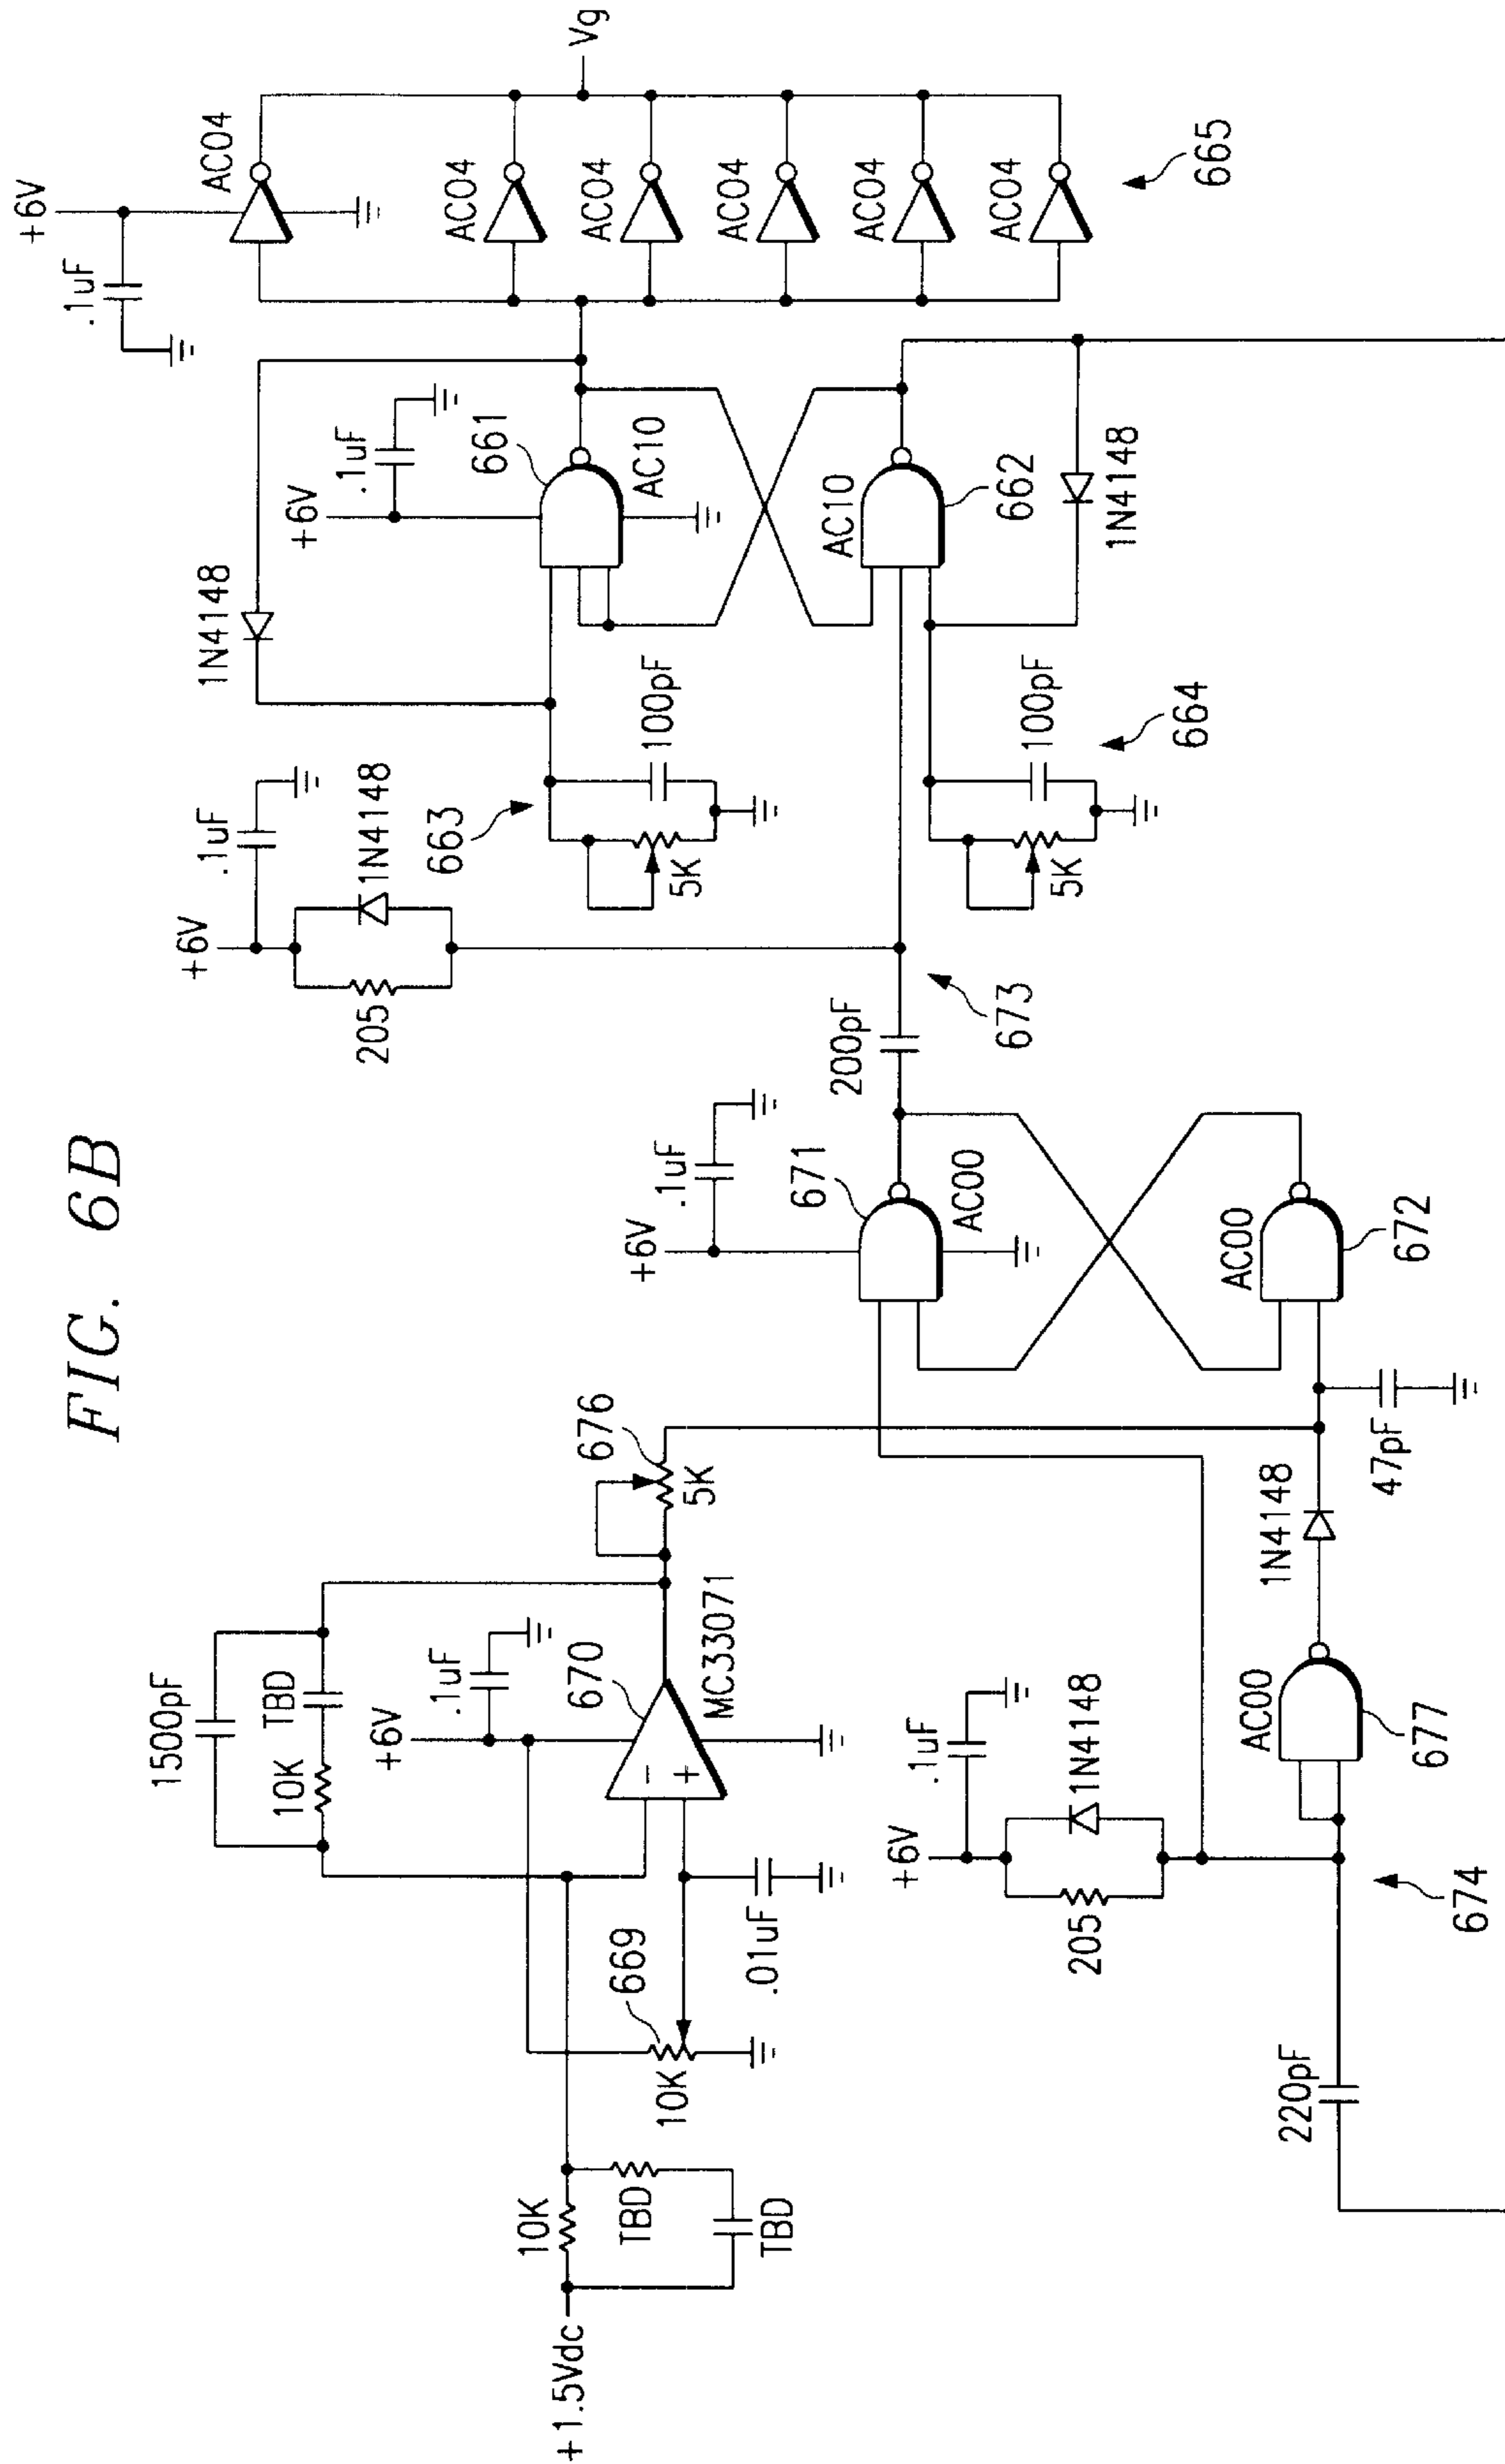 FIG. 6B
+1.5Vdc
10K
TBD
TBD
10K
669
.01uF
1500pF
TBD
10K
+6V
.1uF
670
MC33071
676
5K
+6V
.1uF
205
1N4148
220pF
674
AC00
677
1N4148
47pF
+6V
.1uF
671
AC00
AC00
672
200pF
673
+6V
.1uF
205
1N4148
663
5K
100pF
664
5K
100pF
1N4148
+6V
.1uF
661
AC10
AC10
662
1N4148
+6V
.1uF
AC04
AC04
AC04
AC04
AC04
AC04
665
Vg